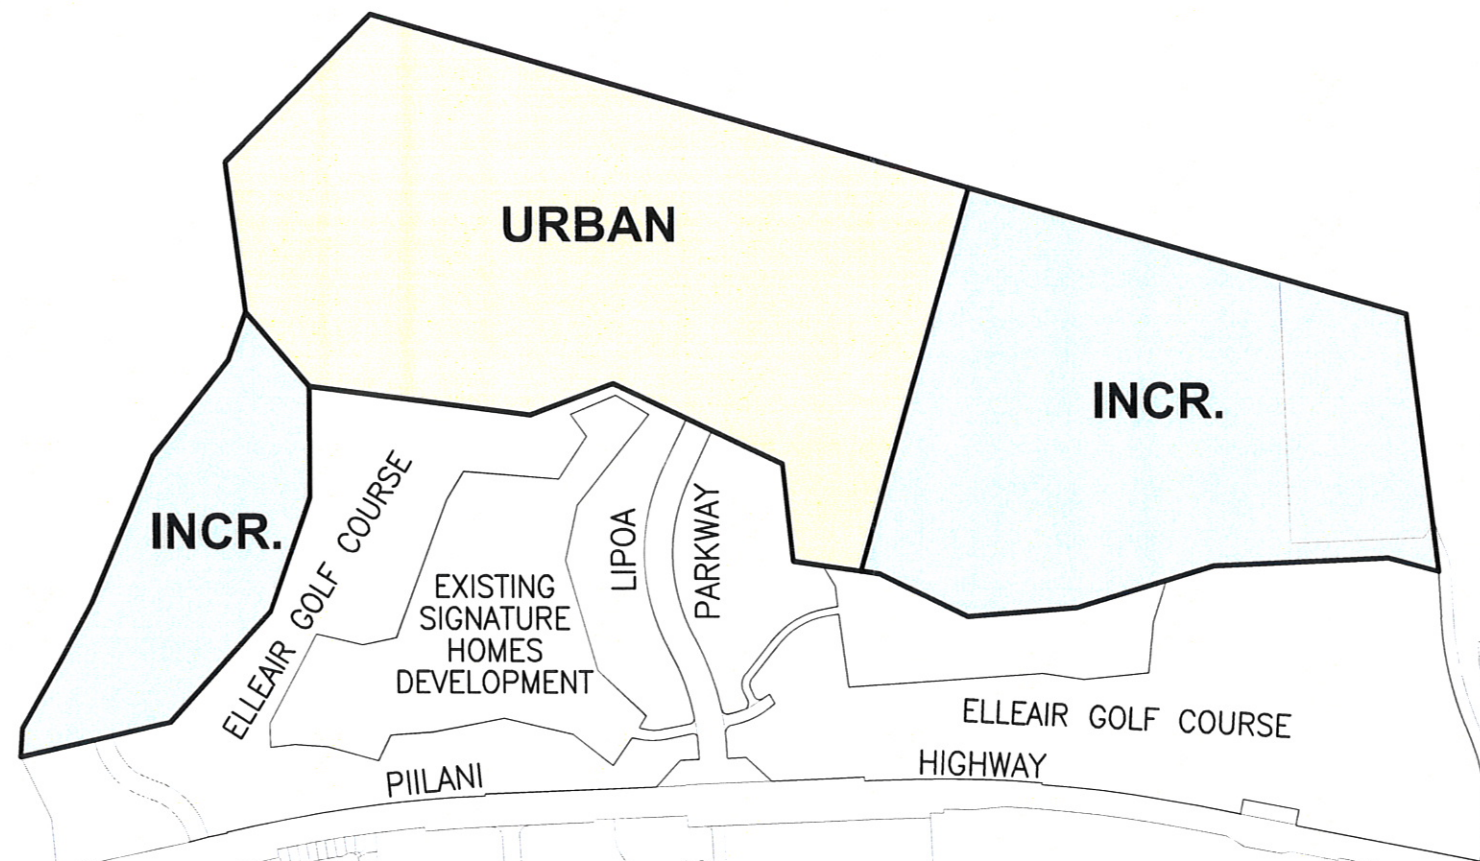 URBAN
INCR.
INCR.
ELLEAIR GOLF COURSE
EXISTING
SIGNATURE
HOMES
DEVELOPMENT
LIPOA
PARKWAY
ELLEAIR GOLF COURSE
PIILANI
HIGHWAY